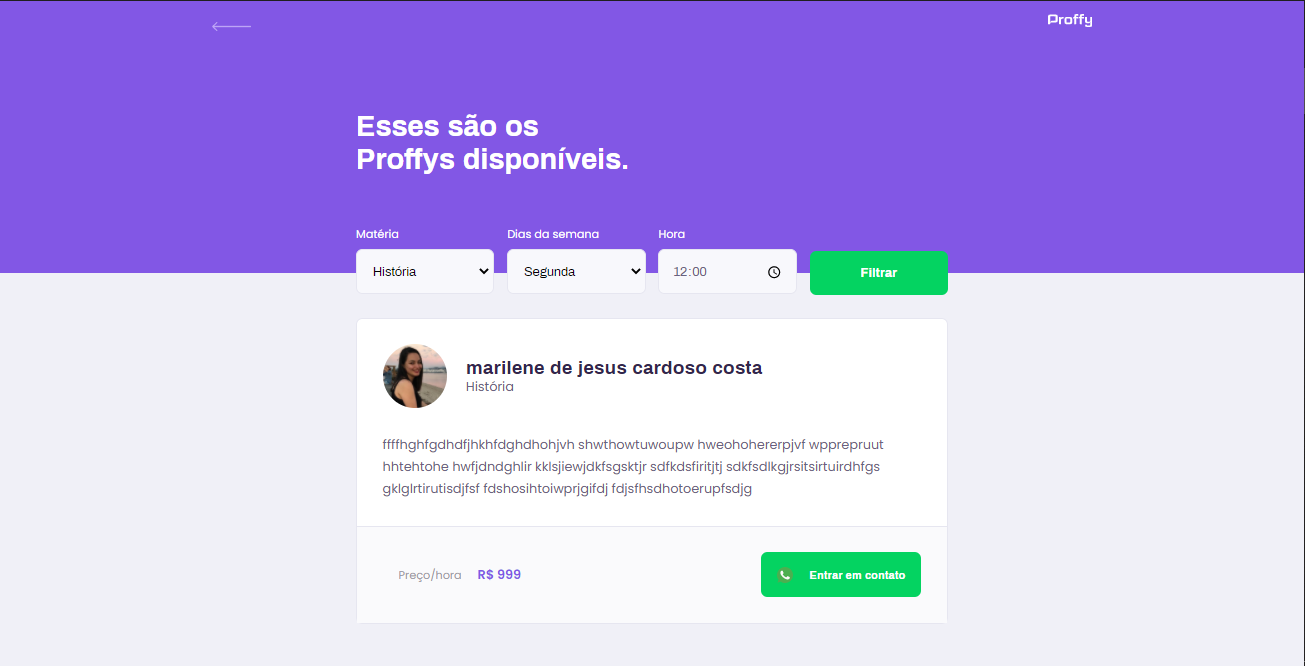 Proffy
Esses são os
Proffys disponíveis.
Matéria
Dias da semana
Hora
História
Segunda
12:00
Filtrar
marilene de jesus cardoso costa
História
ffffhghfgdhdfjhkhfdghdhohjvh shwthowtuwoupw hweohohererpjvf wpprepruut
hhtehtohe hwfjdndghlir kklsjiewjdkfsgsktjr sdfkdsfiritjtj sdkfsdlkgjrsitsirtuirdhfgs
gklglrtirutisdjfsf fdshosihtoiwprjgifdj fdjsfhsdhotoerupfsdjg
Preço/hora R$ 999
Entrar em contato